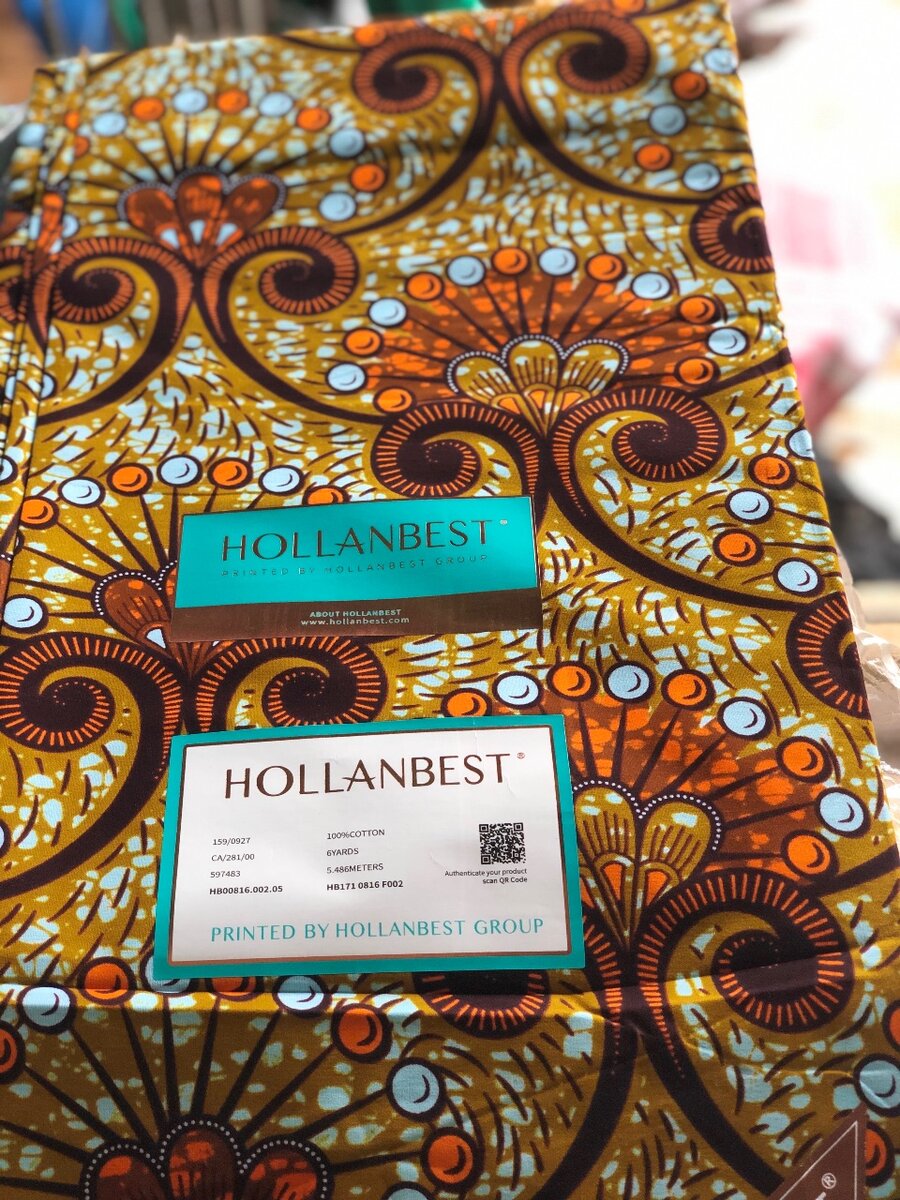 HOLLANBEST®
PRINTED BY HOLLANBEST GROUP
ABOUT HOLLANBEST
www.hollanbest.com
HOLLANBEST®
159/0927
CA/281/00
597483
HB00816.002.05
100%COTTON
6YARDS
5.486METERS
HB171 0816 F002
Authenticate your product
scan QR Code
PRINTED BY HOLLANBEST GROUP
®